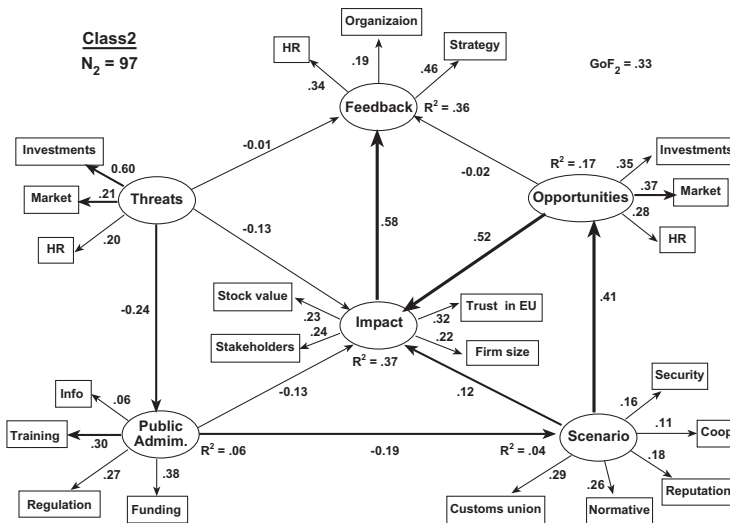 Class2
N2 = 97
Organizaion
HR
Strategy
GoF2 = .33
.34
.19
.46
Feedback
R² = .36
Investments
0.60
Market
.21
Threats
HR
.20
-0.01
-0.02
R² = .17
Opportunities
.35
Investments
.37
Market
.28
HR
-0.13
.58
.52
-0.24
.41
Stock value
.23
Stakeholders
.24
Impact
R² = .37
.32
Trust in EU
.22
Firm size
-0.13
.12
Info
.06
Training
.30
Public
Admim.
R² = .06
.27
Regulation
.38
Funding
-0.19
R² = .04
Scenario
.16
Security
.11
Coop
.18
Reputation
.29
Customs union
.26
Normative